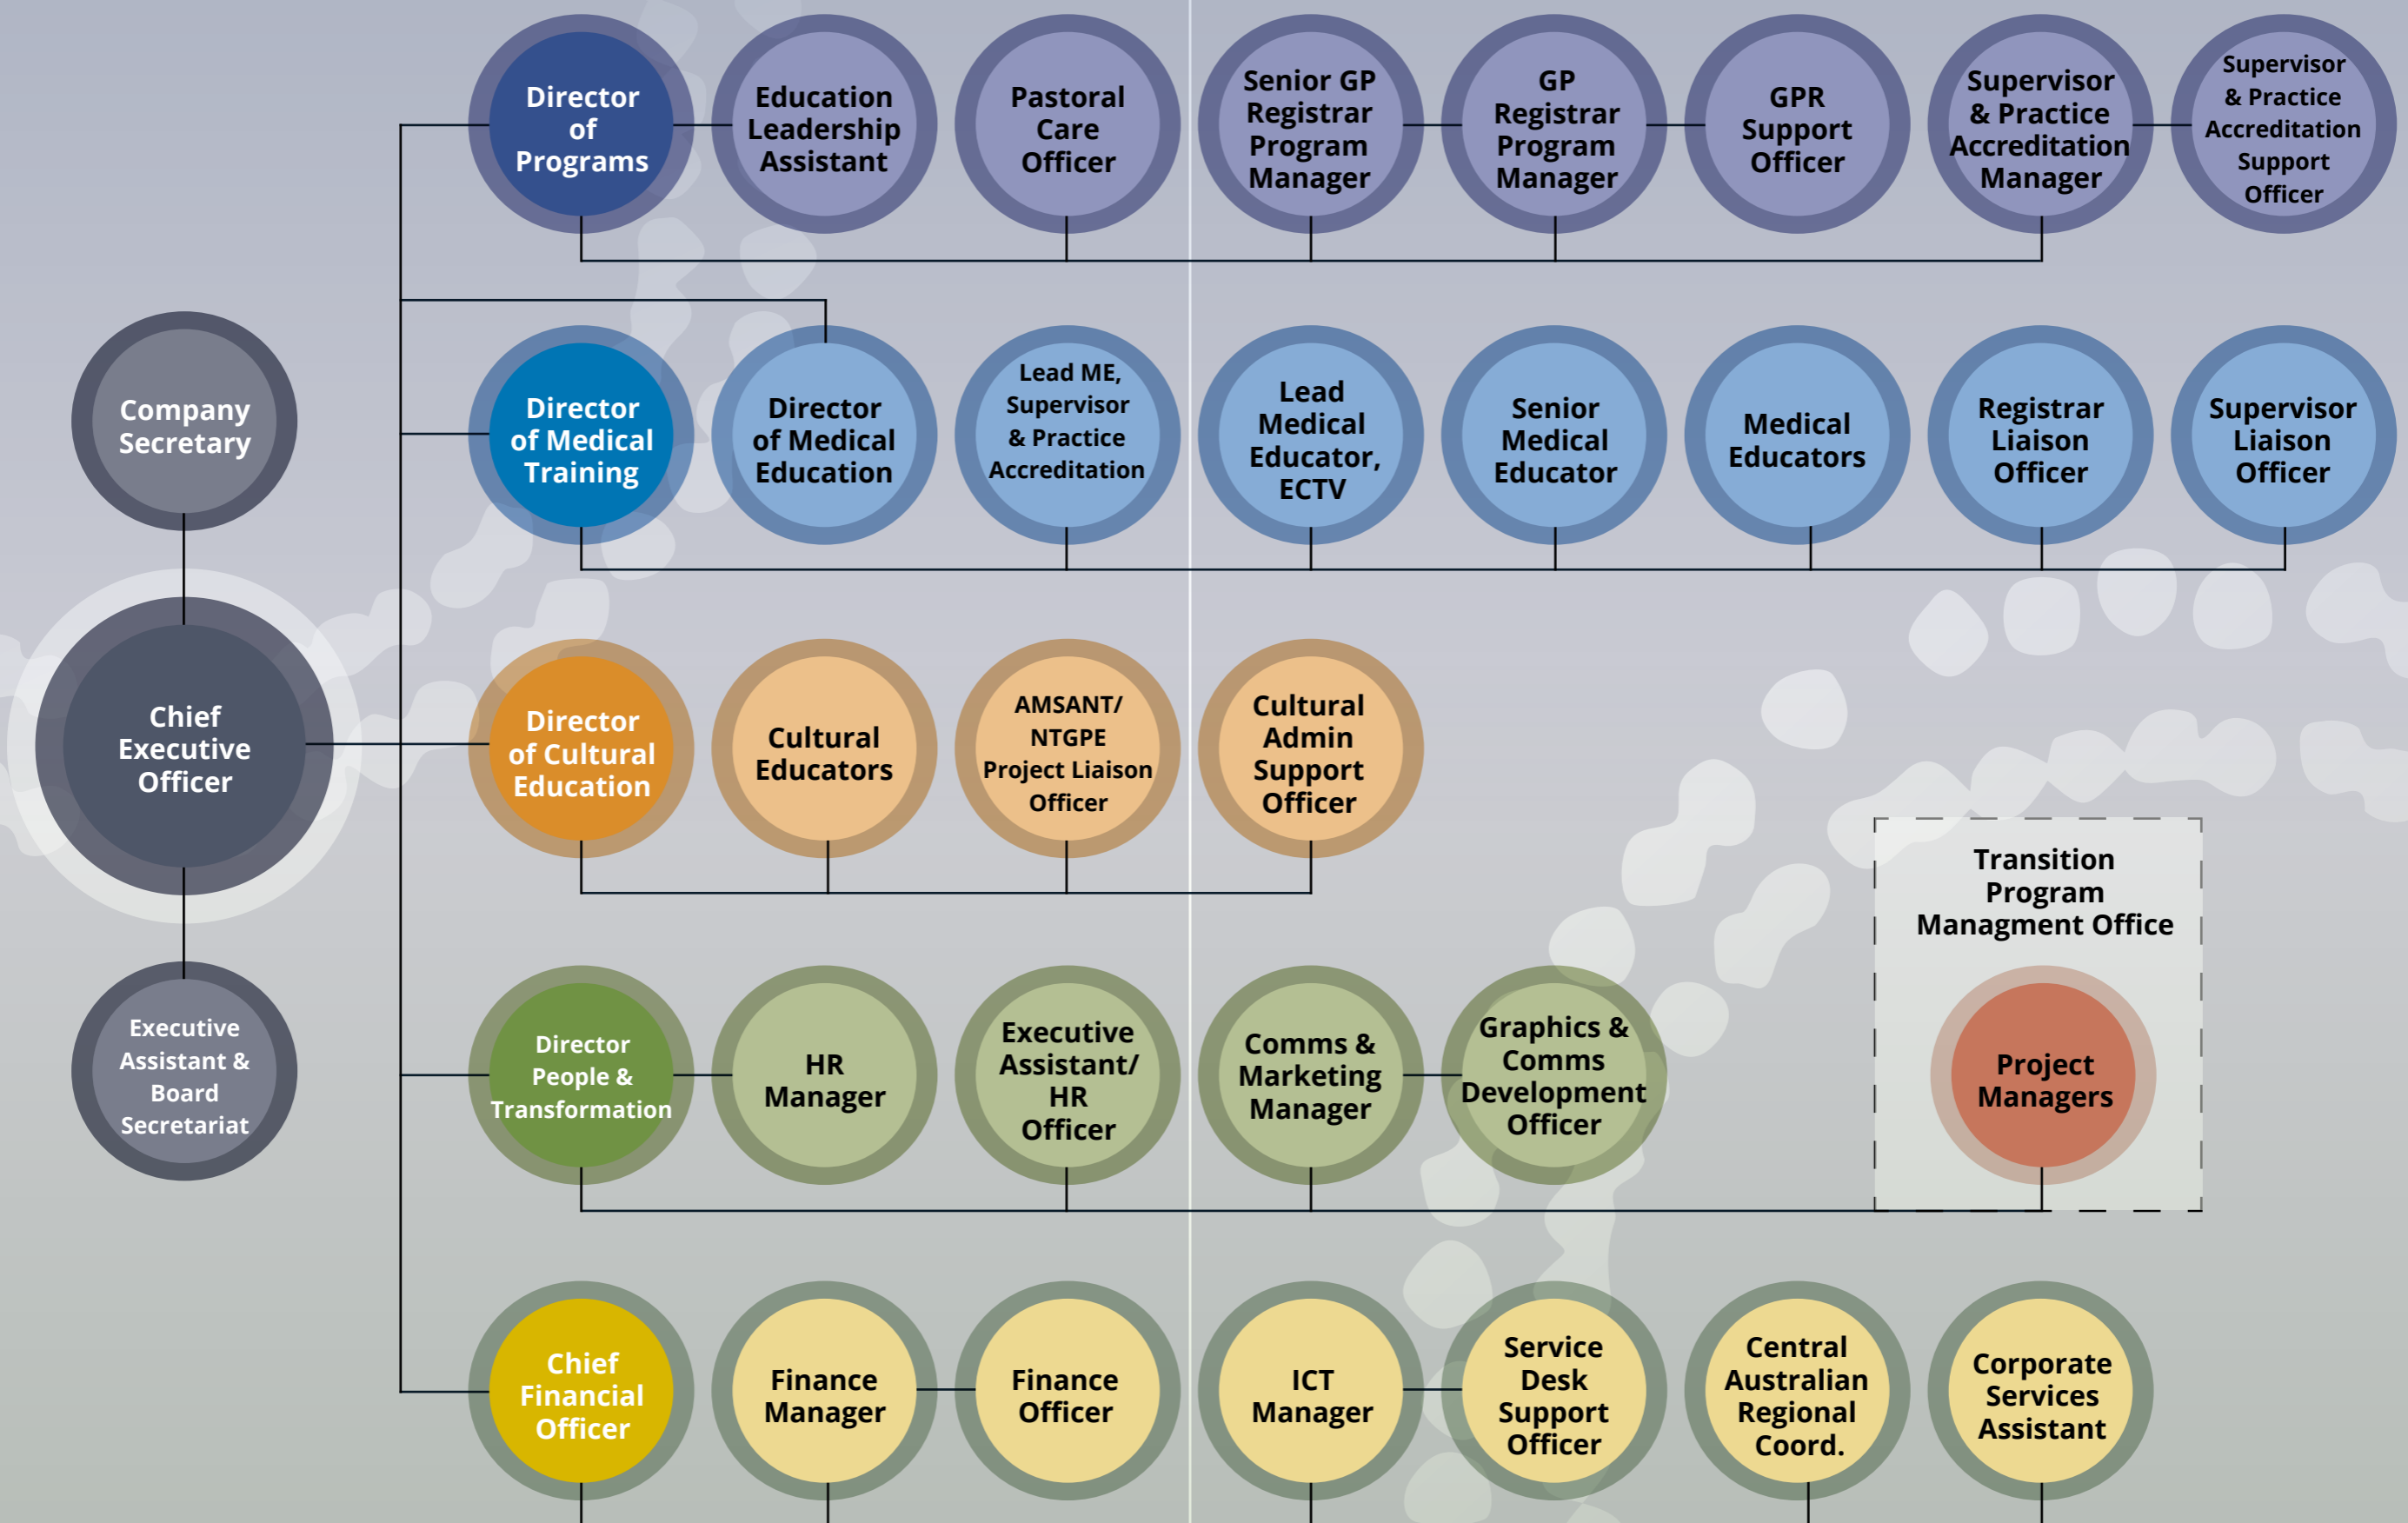 Director
of
Programs
Education
Leadership
Assistant
Pastoral
Care
Officer
Senior GP
Registrar
Program
Manager
GP
Registrar
Program
Manager
GPR
Support
Officer
Supervisor
& Practice
Accreditation
Manager
Supervisor
& Practice
Accreditation
Support
Officer
Company
Secretary
Director
of Medical
Training
Director
of Medical
Education
Lead ME,
Supervisor
& Practice
Accreditation
Lead
Medical
Educator,
ECTV
Senior
Medical
Educator
Medical
Educators
Registrar
Liaison
Officer
Supervisor
Liaison
Officer
Chief
Executive
Officer
Director
of Cultural
Education
Cultural
Educators
AMSANT/
NTGPE
Project Liaison
Officer
Cultural
Admin
Support
Officer
Transition
Program
Managment Office
Project
Managers
Executive
Assistant &
Board
Secretariat
Director
People &
Transformation
HR
Manager
Executive
Assistant/
HR
Officer
Comms &
Marketing
Manager
Graphics &
Comms
Development
Officer
Chief
Financial
Officer
Finance
Manager
Finance
Officer
ICT
Manager
Service
Desk
Support
Officer
Central
Australian
Regional
Coord.
Corporate
Services
Assistant